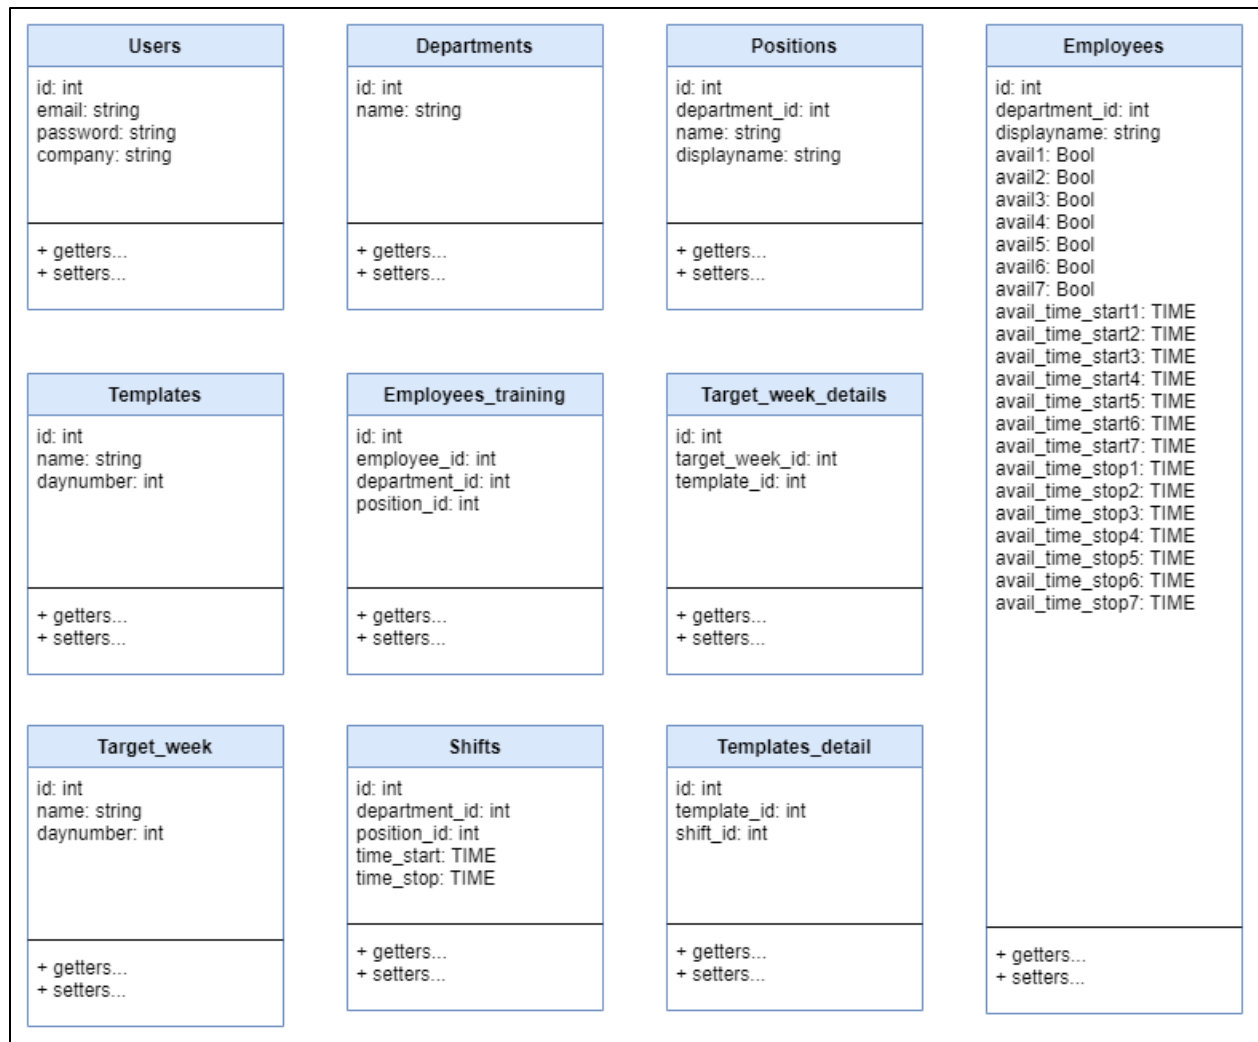 Users
id: int
email: string
password: string
company: string
+ getters...
+ setters...
Departments
id: int
name: string
+ getters...
+ setters...
Positions
id: int
department_id: int
name: string
displayname: string
+ getters...
+ setters...
Employees
id: int
department_id: int
displayname: string
avail1: Bool
avail2: Bool
avail3: Bool
avail4: Bool
avail5: Bool
avail6: Bool
avail7: Bool
avail_time_start1: TIME
avail_time_start2: TIME
avail_time_start3: TIME
avail_time_start4: TIME
avail_time_start5: TIME
avail_time_start6: TIME
avail_time_start7: TIME
avail_time_stop1: TIME
avail_time_stop2: TIME
avail_time_stop3: TIME
avail_time_stop4: TIME
avail_time_stop5: TIME
avail_time_stop6: TIME
avail_time_stop7: TIME
+ getters...
+ setters...
Templates
id: int
name: string
daynumber: int
+ getters...
+ setters...
Employees_training
id: int
employee_id: int
department_id: int
position_id: int
+ getters...
+ setters...
Target_week_details
id: int
target_week_id: int
template_id: int
+ getters...
+ setters...
Target_week
id: int
name: string
daynumber: int
+ getters...
+ setters...
Shifts
id: int
department_id: int
position_id: int
time_start: TIME
time_stop: TIME
+ getters...
+ setters...
Templates_detail
id: int
template_id: int
shift_id: int
+ getters...
+ setters...